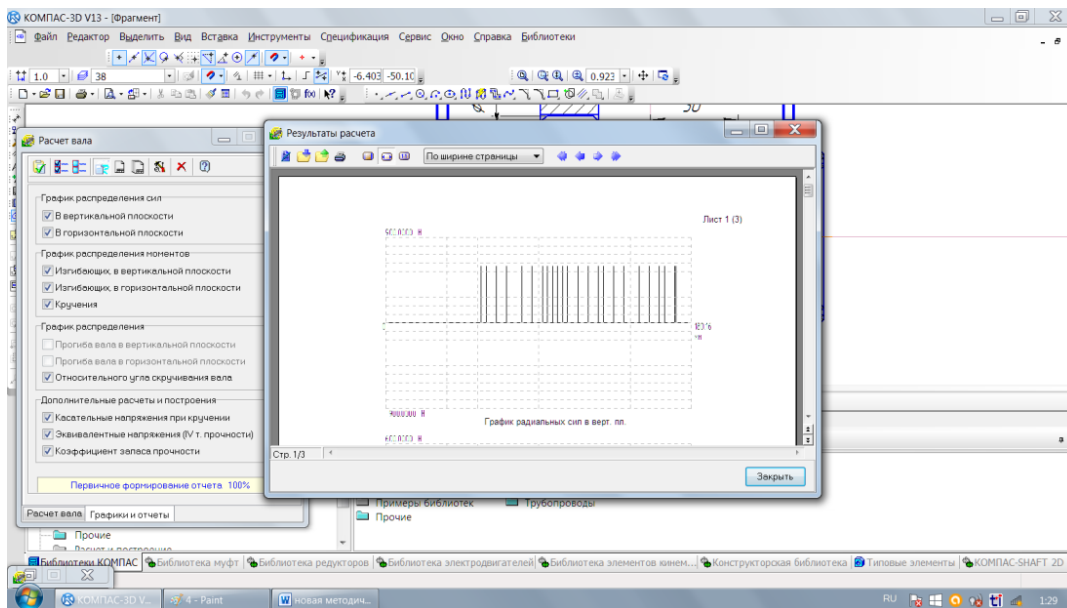 КОМПАС-3D V13 - [Фрагмент]
Файл Редактор Выделить Вид Вставка Инструменты Спецификация Сервис Окно Справка Библиотеки
1.0 38 -6.403 -50.10 0.923
Расчет вала
График распределения сил
В вертикальной плоскости
В горизонтальной плоскости
График распределения моментов
Изгибающих, в вертикальной плоскости
Изгибающих, в горизонтальной плоскости
Кручения
График распределения
Прогиба вала в вертикальной плоскости
Прогиба вала в горизонтальной плоскости
Относительного угла скручивания вала
Дополнительные расчеты и построения
Касательные напряжения при кручении
Эквивалентные напряжения (IV т. прочности)
Коэффициент запаса прочности
Первичное формирование отчета 100%
Расчет вала Графики и отчеты
Результаты расчета
По ширине страницы
Лист 1 (3)
График радиальных сил в верт. пл.
Стр. 1/3
Закрыть
Примеры библиотек Трубопроводы
Прочие
Прочие
Библиотеки КОМПАС Библиотека муфт Библиотека редукторов Библиотека электродвигателей Библиотека элементов кинем... Конструкторская библиотека Типовые элементы КОМПАС-SHAFT 2D
КОМПАС-3D V... 4 - Paint новая методич... RU 1:29